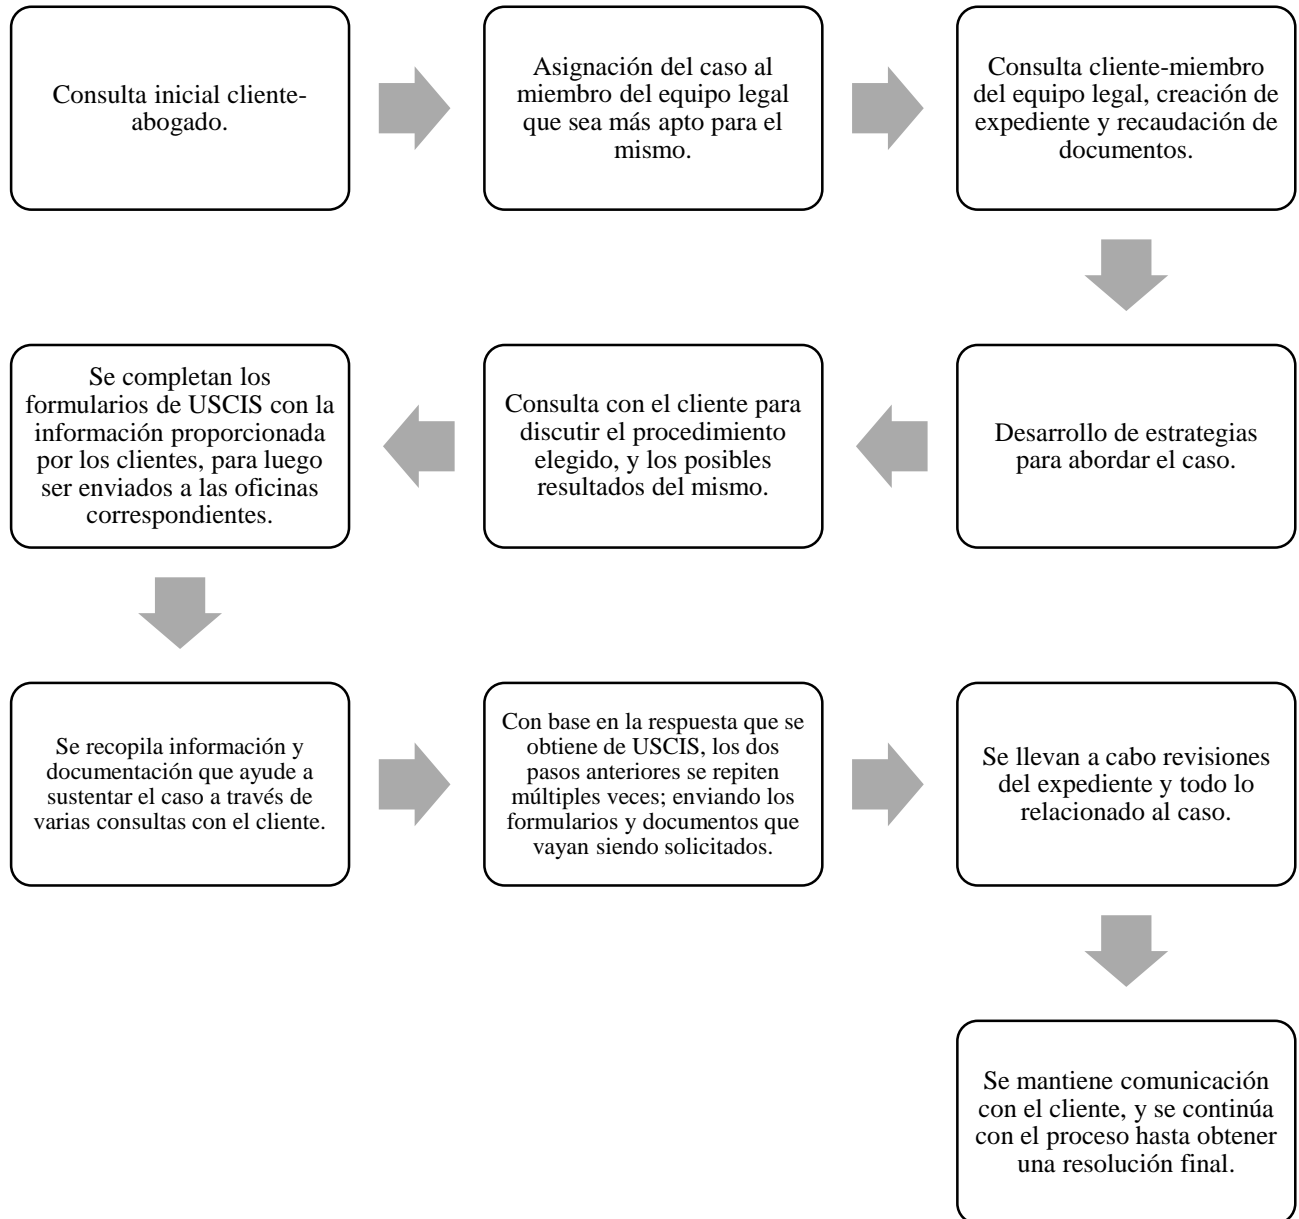 Consulta inicial cliente-
abogado.
Asignación del caso al
miembro del equipo legal
que sea más apto para el
mismo.
Consulta cliente-miembro
del equipo legal, creación de
expediente y recaudación de
documentos.
Desarrollo de estrategias
para abordar el caso.
Consulta con el cliente para
discutir el procedimiento
elegido, y los posibles
resultados del mismo.
Se completan los
formularios de USCIS con la
información proporcionada
por los clientes, para luego
ser enviados a las oficinas
correspondientes.
Se recopila información y
documentación que ayude a
sustentar el caso a través de
varias consultas con el cliente.
Con base en la respuesta que se
obtiene de USCIS, los dos
pasos anteriores se repiten
múltiples veces; enviando los
formularios y documentos que
vayan siendo solicitados.
Se llevan a cabo revisiones
del expediente y todo lo
relacionado al caso.
Se mantiene comunicación
con el cliente, y se continúa
con el proceso hasta obtener
una resolución final.